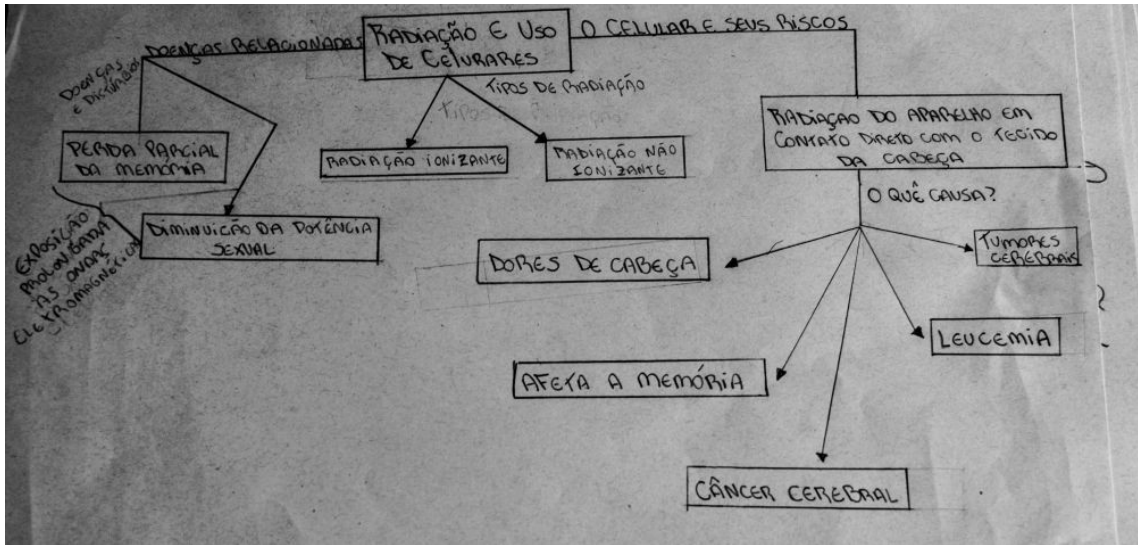 RADIAÇÃO E USO
DE CELURARES
DOENÇAS RELACIONADAS
O CELULAR E SEUS RISCOS
TIPOS DE RADIAÇÃO
DOENÇAS
E DISTÚRBIOS
PERDA PARCIAL
DA MEMÓRIA
DIMINUIÇÃO DA POTÊNCIA
SEXUAL
EXPOSIÇÃO
PROLONGADA
AS ONDAS
ELETROMAGNÉTICAS
RADIAÇÃO IONIZANTE
RADIAÇÃO NÃO
IONIZANTE
RADIAÇÃO DO APARELHO EM
CONTATO DIRETO COM O TECIDO
DA CABEÇA
O QUÊ CAUSA?
DORES DE CABEÇA
AFETA A MEMÓRIA
CÂNCER CEREBRAL
LEUCEMIA
TUMORES
CEREBRAIS